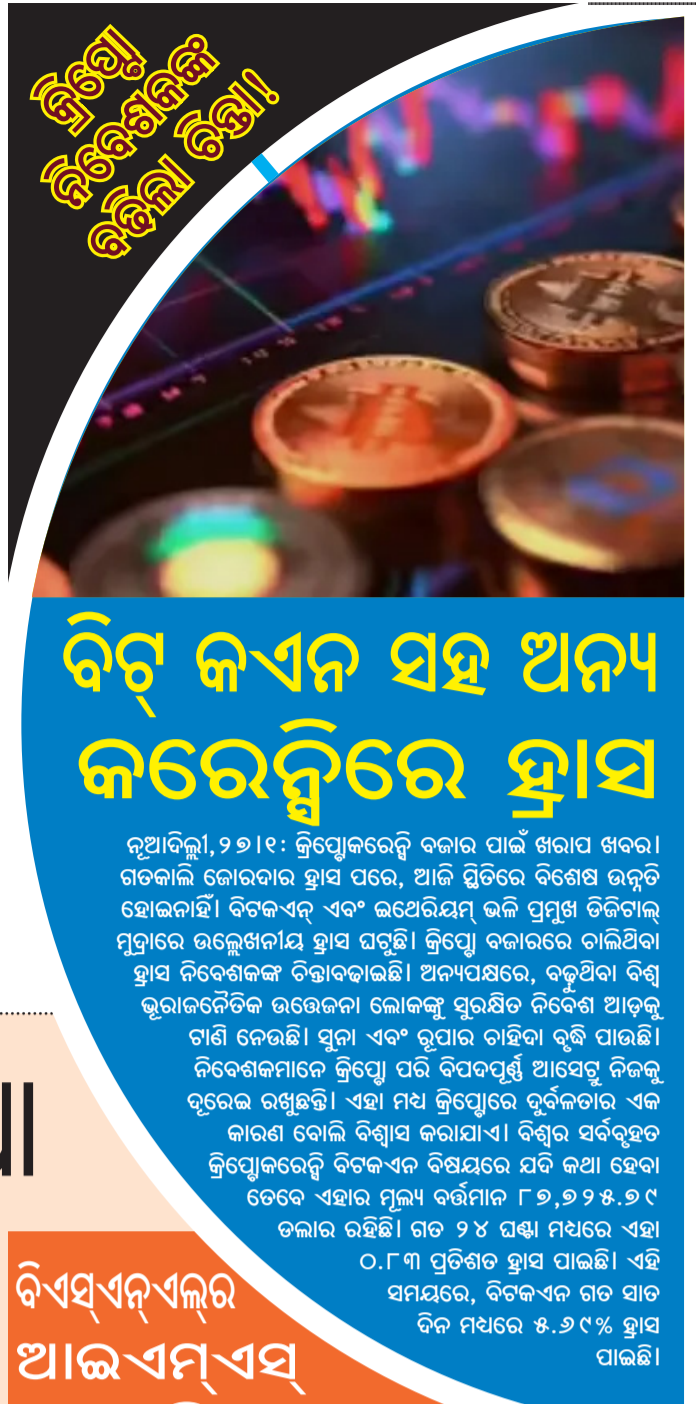 କ୍ରିପ୍ଟୋ
ନିବେଶକଙ୍କ
ବଢିଲା ଚିନ୍ତା!
ବିଟ୍ କଏନ ସହ ଅନ୍ୟ
କରେନ୍ସିରେ ହ୍ରାସ
ନୂଆଦିଲ୍ଲୀ,୨୭।୧: କ୍ରିପ୍ଟୋକରେନ୍ସି ବଜାର ପାଇଁ ଖରାପ ଖବର।
ଗତକାଲି ଜୋରଦାର ହ୍ରାସ ପରେ, ଆଜି ସ୍ଥିତିରେ ବିଶେଷ ଉନ୍ନତି
ହୋଇନାହିଁ। ବିଟକଏନ୍ ଏବଂ ଇଥେରିୟମ୍ ଭଳି ପ୍ରମୁଖ ଡିଜିଟାଲ୍
ମୁଦ୍ରାରେ ଉଲ୍ଲେଖନୀୟ ହ୍ରାସ ଘଟୁଛି। କ୍ରିପ୍ଟୋ ବଜାରରେ ଚାଲିଥିବା
ହ୍ରାସ ନିବେଶକଙ୍କ ଚିନ୍ତାବଢାଇଛି। ଅନ୍ୟପକ୍ଷରେ, ବଢୁଥିବା ବିଶ୍ୱ
ଭୂରାଜନୈତିକ ଉତ୍ତେଜନା ଲୋକଙ୍କୁ ସୁରକ୍ଷିତ ନିବେଶ ଆଡ଼କୁ
ଟାଣି ନେଉଛି। ସୁନା ଏବଂ ରୂପାର ଚାହିଦା ବୃଦ୍ଧି ପାଉଛି।
ନିବେଶକମାନେ କ୍ରିପ୍ଟୋ ପରି ବିପଦପୂର୍ଣ୍ଣ ଆସେଟ୍ରୁ ନିଜକୁ
ଦୂରେଇ ରଖୁଛନ୍ତି। ଏହା ମଧ୍ୟ କ୍ରିପ୍ଟୋରେ ଦୁର୍ବଳତାର ଏକ
କାରଣ ବୋଲି ବିଶ୍ୱାସ କରାଯାଏ। ବିଶ୍ୱର ସର୍ବବୃହତ
କ୍ରିପ୍ଟୋକରେନ୍ସି ବିଟକଏନ ବିଷୟରେ ଯଦି କଥା ହେବା
ତେବେ ଏହାର ମୂଲ୍ୟ ବର୍ତ୍ତମାନ ୮୭,୭୨୫.୭୯
ଡଲାର ରହିଛି। ଗତ ୨୪ ଘଣ୍ଟା ମଧ୍ୟରେ ଏହା
୦.୮୩ ପ୍ରତିଶତ ହ୍ରାସ ପାଇଛି। ଏହି
ସମୟରେ, ବିଟକଏନ ଗତ ସାତ
ଦିନ ମଧ୍ୟରେ ୫.୬୯% ହ୍ରାସ
ପାଇଛି।
ବିଏସ୍ଏନ୍ଏଲ୍‌ର
ଆଇଏମ୍ଏସ୍